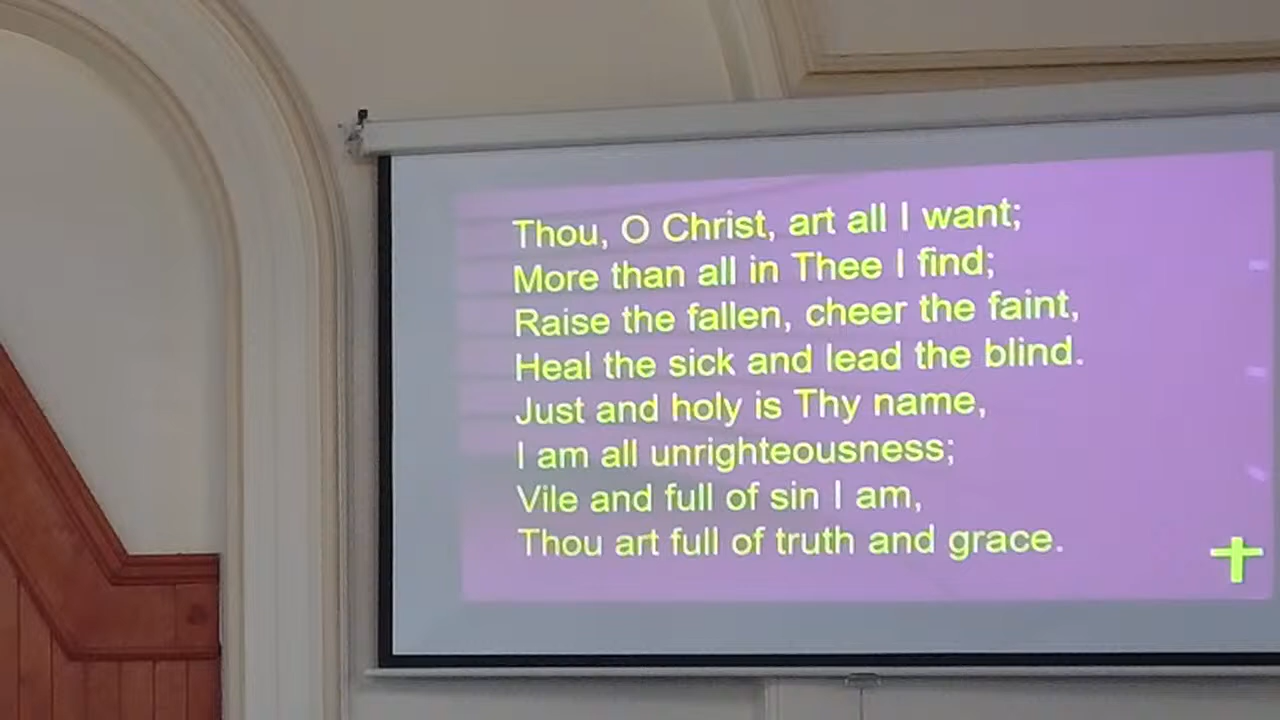 Thou, O Christ, art all I want;
More than all in Thee I find;
Raise the fallen, cheer the faint,
Heal the sick and lead the blind.
Just and holy is Thy name,
I am all unrighteousness;
Vile and full of sin I am,
Thou art full of truth and grace.